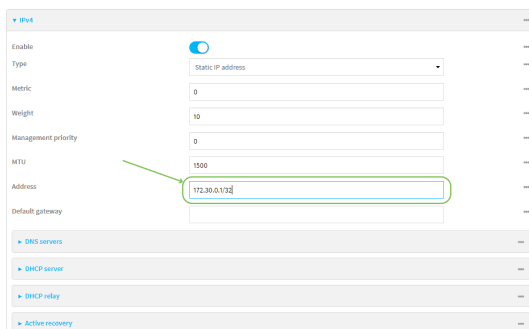 ▾ IPv4
Enable
Type Static IP address
Metric 0
Weight 10
Management priority 0
MTU 1500
Address 172.30.0.1/32
Default gateway
▸ DNS servers
▸ DHCP server
▸ DHCP relay
▸ Active recovery